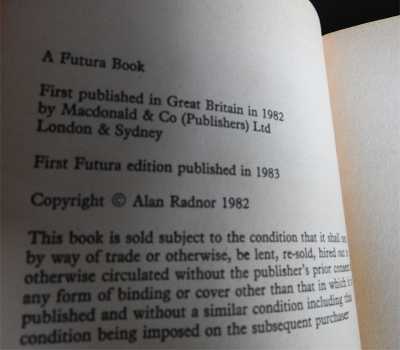 A Futura Book
First published in Great Britain in 1982
by Macdonald & Co (Publishers) Ltd
London & Sydney
First Futura edition published in 1983
Copyright © Alan Radnor 1982
This book is sold subject to the condition that it shall
by way of trade or otherwise, be lent, re-sold, hired out
otherwise circulated without the publisher's prior consent
any form of binding or cover other than that in which
published and without a similar condition including this
condition being imposed on the subsequent purchaser